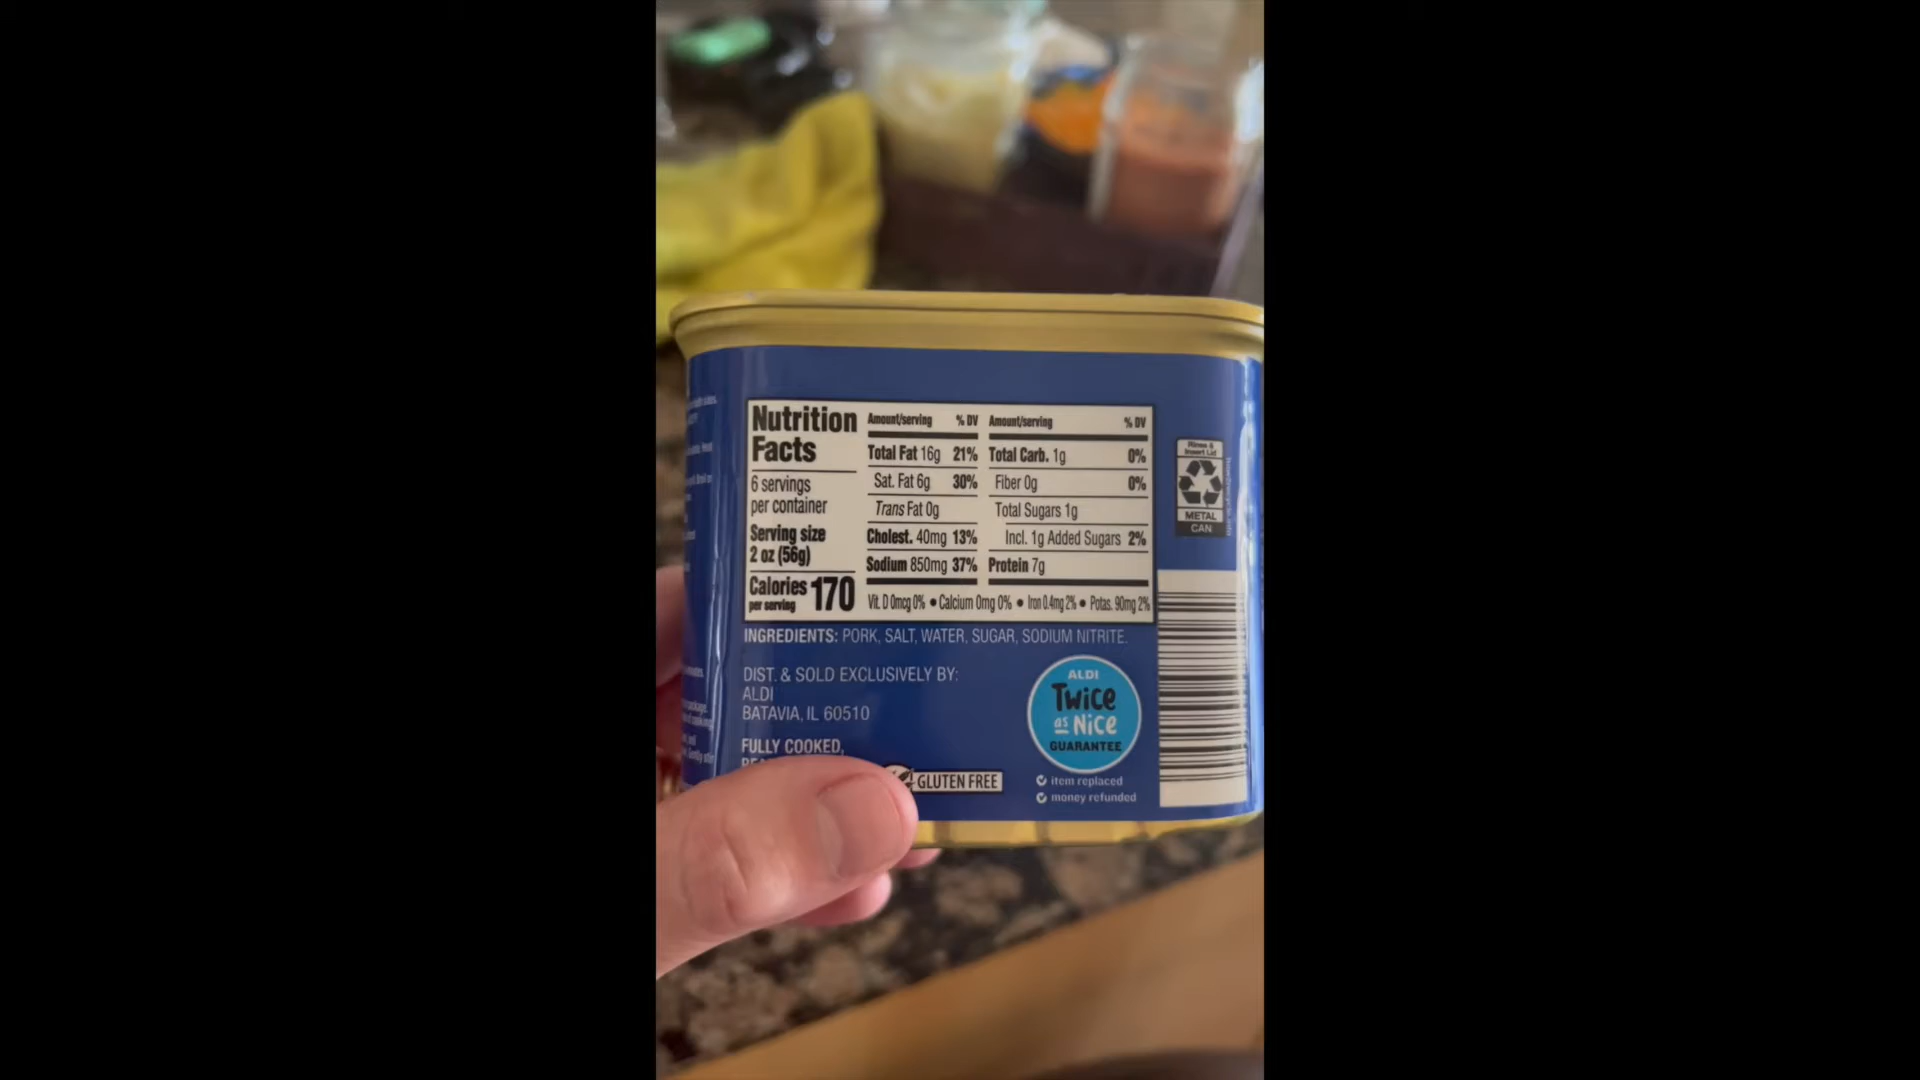 Nutrition
Facts
6 servings
per container
Serving size
2 oz (56g)
Calories 170
per serving
Amount/serving % DV
Total Fat 16g 21%
Sat. Fat 6g 30%
Trans Fat 0g
Cholest. 40mg 13%
Sodium 850mg 37%
Amount/serving % DV
Total Carb. 1g 0%
Fiber 0g 0%
Total Sugars 1g
Incl. 1g Added Sugars 2%
Protein 7g
Vit. D 0mcg 0% • Calcium 0mg 0% • Iron 0.4mg 2% • Potas. 90mg 2%
INGREDIENTS: PORK, SALT, WATER, SUGAR, SODIUM NITRITE.
DIST. & SOLD EXCLUSIVELY BY:
ALDI
BATAVIA, IL 60510
FULLY COOKED,
GLUTEN FREE
ALDI
Twice
as Nice
GUARANTEE
item replaced
money refunded
Rinse &
Insert Lid
METAL
CAN